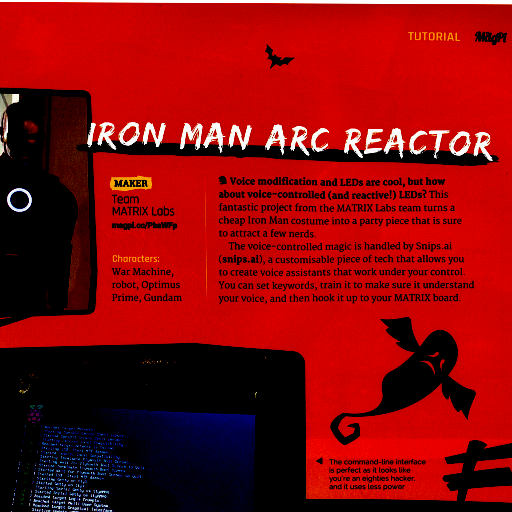 TUTORIAL
MagPi
IRON MAN ARC REACTOR
MAKER
Team
MATRIX Labs
Characters:
War Machine,
robot, Optimus
Prime, Gundam
Voice modification and LEDs are cool, but how
about voice-controlled (and reactive!) LEDs? This
fantastic project from the MATRIX Labs team turns a
cheap Iron Man costume into a party piece that is sure
to attract a few nerds.
The voice-controlled magic is handled by Snips.ai
(snips.ai), a customisable piece of tech that allows you
to create voice assistants that work under your control.
You can set keywords, train it to make sure it understand
your voice, and then hook it up to your MATRIX board.
The command-line interface
is perfect as it looks like
you're an eighties hacker,
and it uses less power